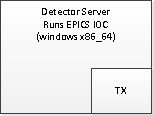 Detector Server
Runs EPICS IOC
(windows x86_64)
TX